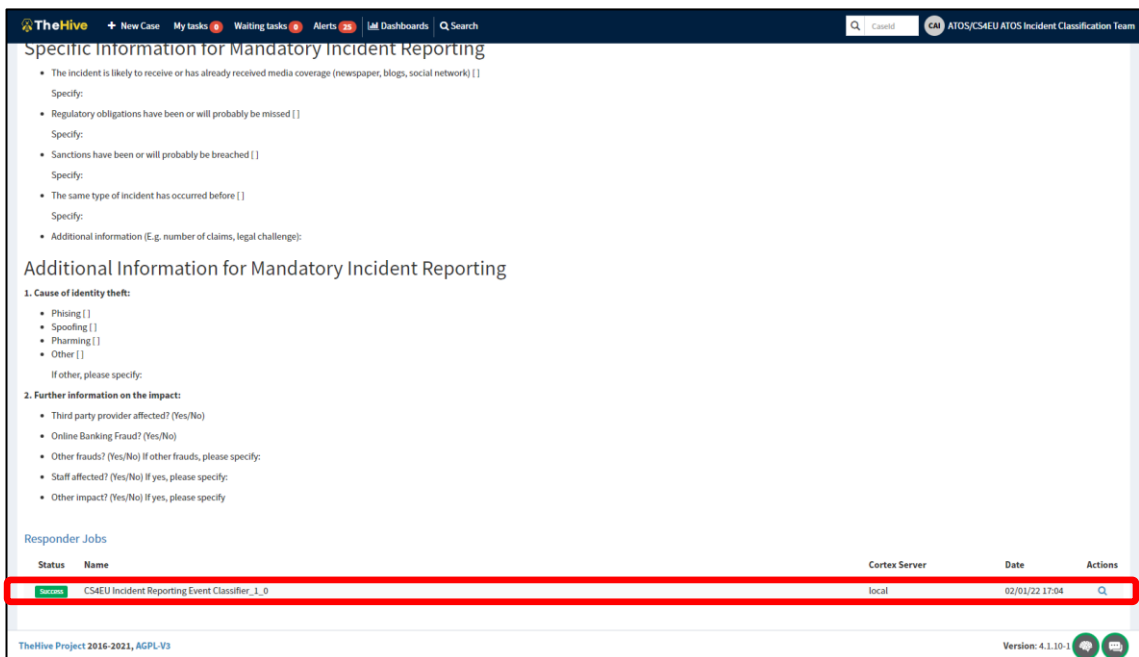 TheHive + New Case My tasks 0 Waiting tasks 0 Alerts 25 Dashboards Search CaseId CAI ATOS/CS4EU ATOS Incident Classification Team
Specific Information for Mandatory Incident Reporting
• The incident is likely to receive or has already received media coverage (newspaper, blogs, social network) [ ]
Specify:
• Regulatory obligations have been or will probably be missed [ ]
Specify:
• Sanctions have been or will probably be breached [ ]
Specify:
• The same type of incident has occurred before [ ]
Specify:
• Additional information (E.g. number of claims, legal challenge):
Additional Information for Mandatory Incident Reporting
1. Cause of identity theft:
• Phising [ ]
• Spoofing [ ]
• Pharming [ ]
• Other [ ]
If other, please specify:
2. Further information on the impact:
• Third party provider affected? (Yes/No)
• Online Banking Fraud? (Yes/No)
• Other frauds? (Yes/No) If other frauds, please specify:
• Staff affected? (Yes/No) If yes, please specify:
• Other impact? (Yes/No) If yes, please specify
Responder Jobs
Status Name Cortex Server Date Actions
Success CS4EU Incident Reporting Event Classifier_1_0 local 02/01/22 17:04
TheHive Project 2016-2021, AGPL-V3 Version: 4.1.10-1